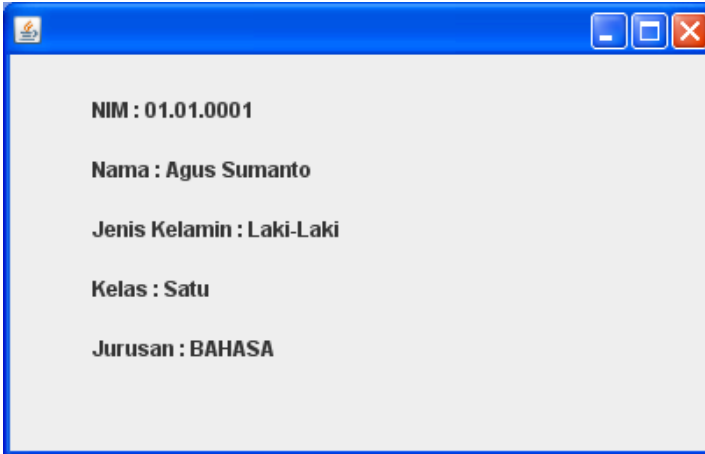 NIM : 01.01.0001
Nama : Agus Sumanto
Jenis Kelamin : Laki-Laki
Kelas : Satu
Jurusan : BAHASA